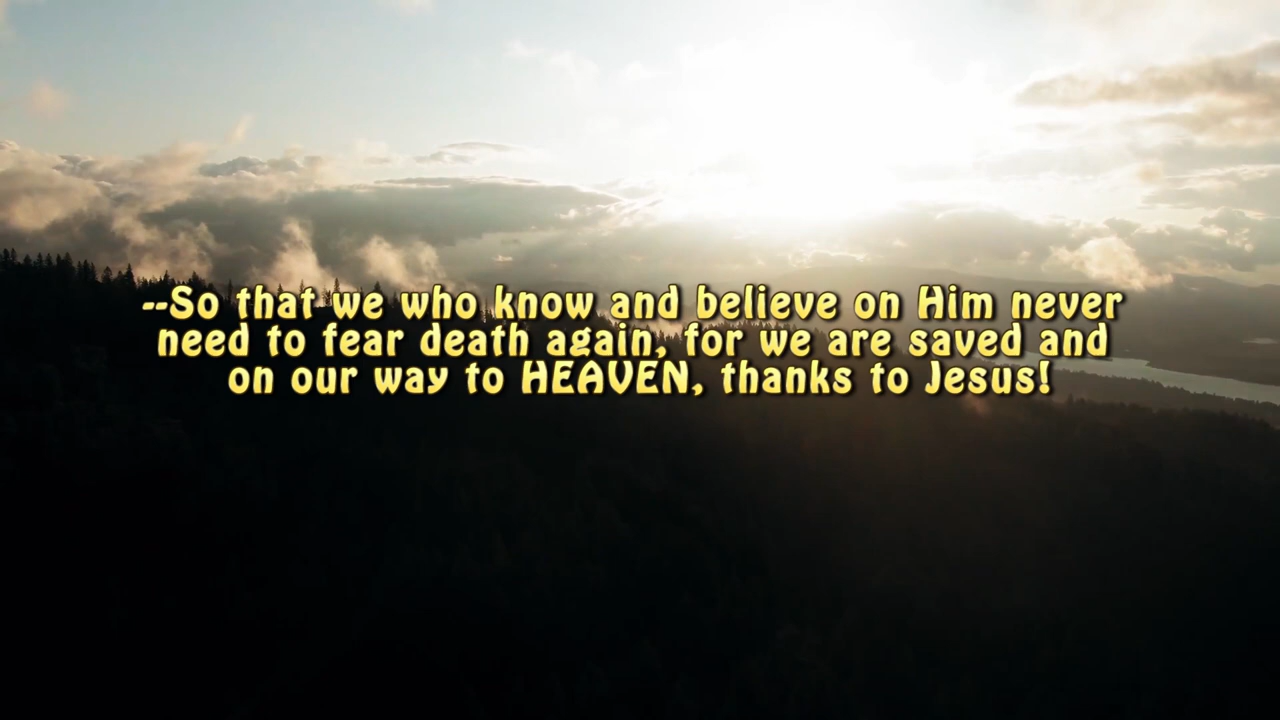 --So that we who know and believe on Him never
need to fear death again, for we are saved and
on our way to HEAVEN, thanks to Jesus!